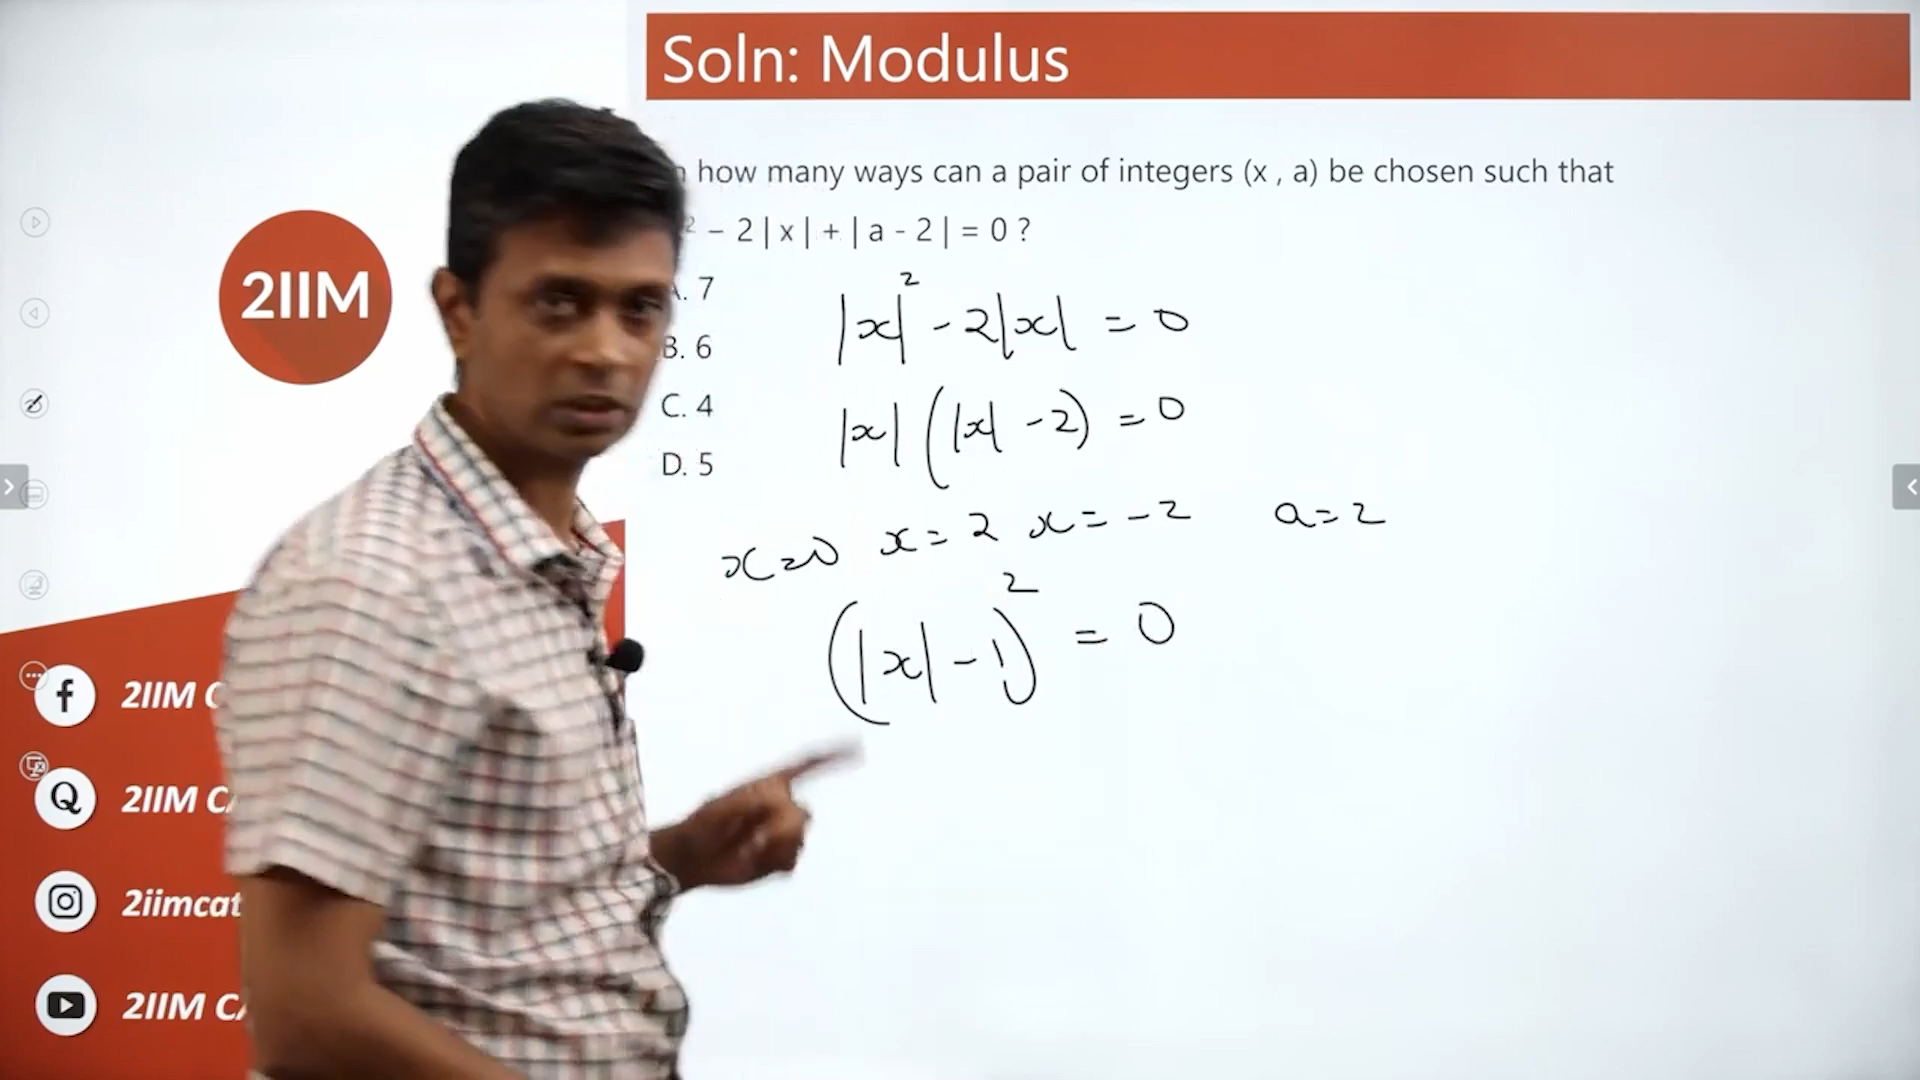 Soln: Modulus
how many ways can a pair of integers (x , a) be chosen such that
² − 2 | x | + | a - 2 | = 0 ?
2IIM
A. 7
B. 6
C. 4
D. 5
|x|² - 2|x| = 0
|x| (|x| - 2) = 0
x=0 x=2 x=-2 a=2
(|x| - 1)² = 0
2IIM
2IIM
2iimcat
2IIM